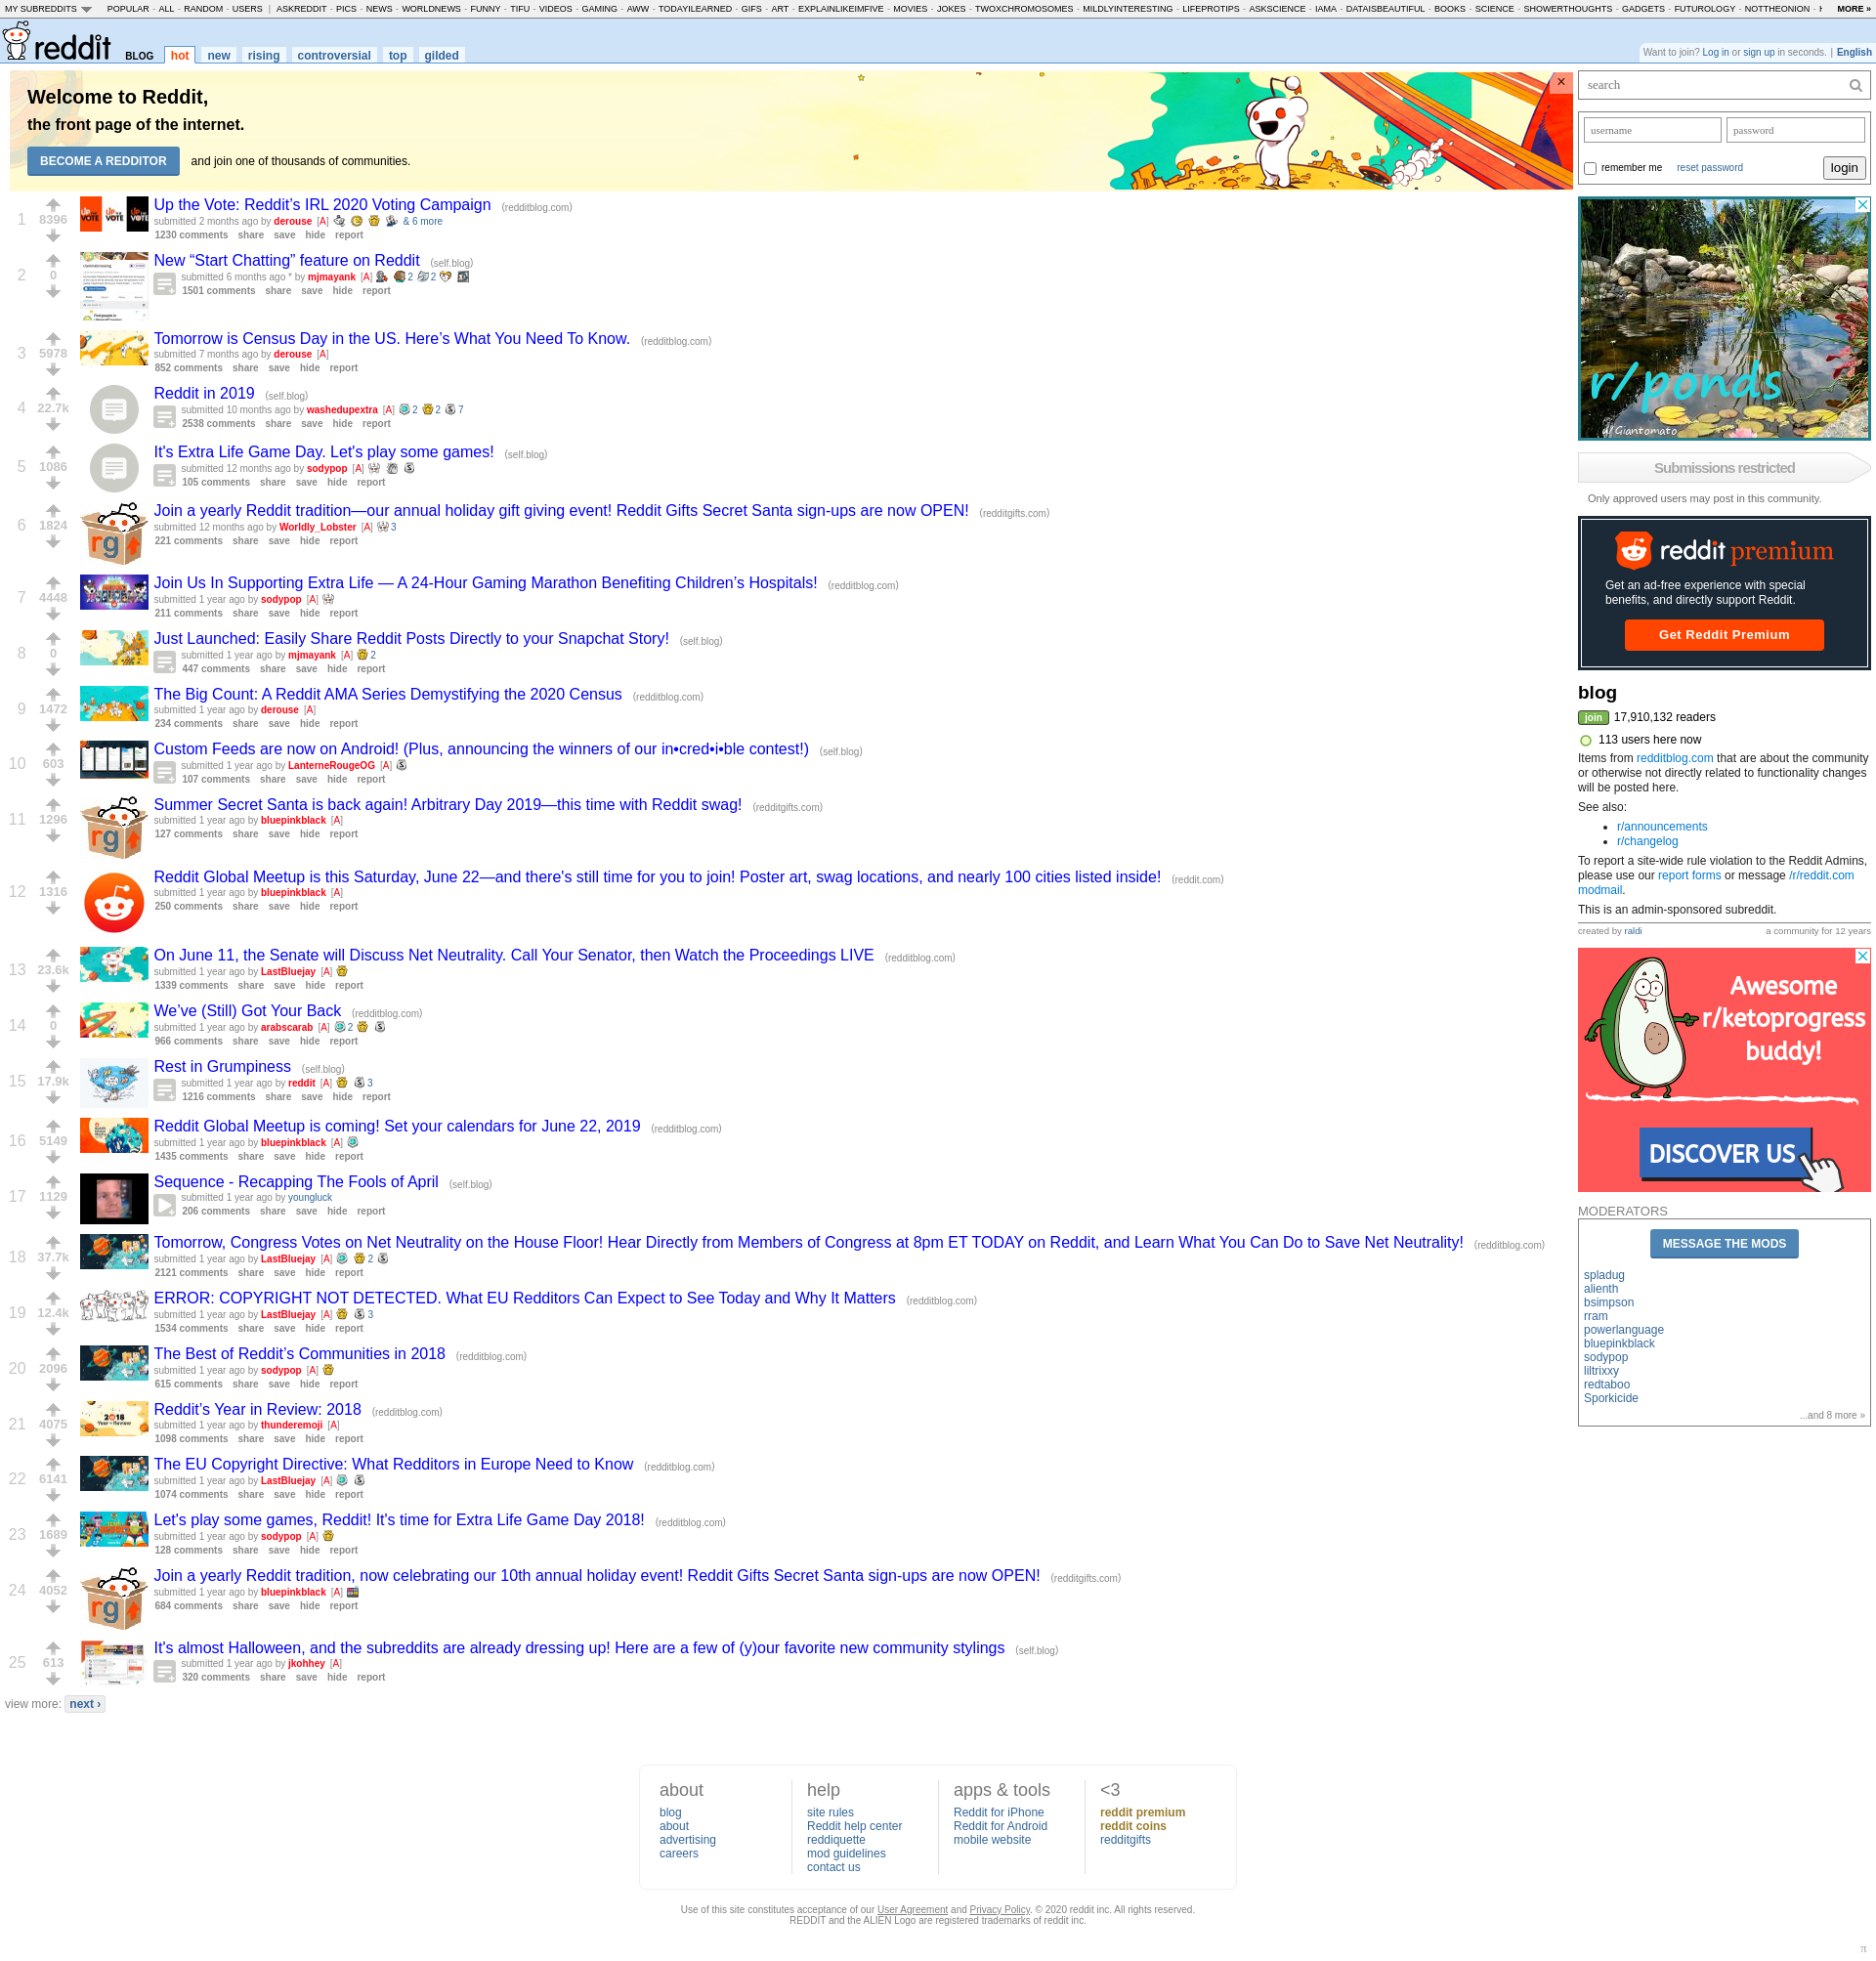 MY SUBREDDITS POPULAR - ALL - RANDOM - USERS | ASKREDDIT - PICS - NEWS - WORLDNEWS - FUNNY - TIFU - VIDEOS - GAMING - AWW - TODAYILEARNED - GIFS - ART - EXPLAINLIKEIMFIVE - MOVIES - JOKES - TWOXCHROMOSOMES - MILDLYINTERESTING - LIFEPROTIPS - ASKSCIENCE - IAMA - DATAISBEAUTIFUL - BOOKS - SCIENCE - SHOWERTHOUGHTS - GADGETS - FUTUROLOGY - NOTTHEONION - MORE »
reddit BLOG hot new rising controversial top gilded
Want to join? Log in or sign up in seconds. | English
Welcome to Reddit,
the front page of the internet.
BECOME A REDDITOR and join one of thousands of communities.
×
1
8396
UP THE VOTE
Up the Vote: Reddit’s IRL 2020 Voting Campaign (redditblog.com)
submitted 2 months ago by derouse [A] & 6 more
1230 comments share save hide report
2
0
New “Start Chatting” feature on Reddit (self.blog)
submitted 6 months ago * by mjmayank [A] 2 2
1501 comments share save hide report
3
5978
Tomorrow is Census Day in the US. Here’s What You Need To Know. (redditblog.com)
submitted 7 months ago by derouse [A]
852 comments share save hide report
4
22.7k
Reddit in 2019 (self.blog)
submitted 10 months ago by washedupextra [A] 2 2 7
2538 comments share save hide report
5
1086
It's Extra Life Game Day. Let's play some games! (self.blog)
submitted 12 months ago by sodypop [A]
105 comments share save hide report
6
1824
rg
Join a yearly Reddit tradition—our annual holiday gift giving event! Reddit Gifts Secret Santa sign-ups are now OPEN! (redditgifts.com)
submitted 12 months ago by Worldly_Lobster [A] 3
221 comments share save hide report
7
4448
Join Us In Supporting Extra Life — A 24-Hour Gaming Marathon Benefiting Children’s Hospitals! (redditblog.com)
submitted 1 year ago by sodypop [A]
211 comments share save hide report
8
0
Just Launched: Easily Share Reddit Posts Directly to your Snapchat Story! (self.blog)
submitted 1 year ago by mjmayank [A] 2
447 comments share save hide report
9
1472
The Big Count: A Reddit AMA Series Demystifying the 2020 Census (redditblog.com)
submitted 1 year ago by derouse [A]
234 comments share save hide report
10
603
Custom Feeds are now on Android! (Plus, announcing the winners of our in•cred•i•ble contest!) (self.blog)
submitted 1 year ago by LanterneRougeOG [A]
107 comments share save hide report
11
1296
rg
Summer Secret Santa is back again! Arbitrary Day 2019—this time with Reddit swag! (redditgifts.com)
submitted 1 year ago by bluepinkblack [A]
127 comments share save hide report
12
1316
Reddit Global Meetup is this Saturday, June 22—and there's still time for you to join! Poster art, swag locations, and nearly 100 cities listed inside! (reddit.com)
submitted 1 year ago by bluepinkblack [A]
250 comments share save hide report
13
23.6k
On June 11, the Senate will Discuss Net Neutrality. Call Your Senator, then Watch the Proceedings LIVE (redditblog.com)
submitted 1 year ago by LastBluejay [A]
1339 comments share save hide report
14
0
We’ve (Still) Got Your Back (redditblog.com)
submitted 1 year ago by arabscarab [A] 2
966 comments share save hide report
15
17.9k
Rest in Grumpiness (self.blog)
submitted 1 year ago by reddit [A] 3
1216 comments share save hide report
16
5149
Reddit Global Meetup is coming! Set your calendars for June 22, 2019 (redditblog.com)
submitted 1 year ago by bluepinkblack [A]
1435 comments share save hide report
17
1129
Sequence - Recapping The Fools of April (self.blog)
submitted 1 year ago by youngluck
206 comments share save hide report
18
37.7k
Tomorrow, Congress Votes on Net Neutrality on the House Floor! Hear Directly from Members of Congress at 8pm ET TODAY on Reddit, and Learn What You Can Do to Save Net Neutrality! (redditblog.com)
submitted 1 year ago by LastBluejay [A] 2
2121 comments share save hide report
19
12.4k
ERROR: COPYRIGHT NOT DETECTED. What EU Redditors Can Expect to See Today and Why It Matters (redditblog.com)
submitted 1 year ago by LastBluejay [A] 3
1534 comments share save hide report
20
2096
The Best of Reddit’s Communities in 2018 (redditblog.com)
submitted 1 year ago by sodypop [A]
615 comments share save hide report
21
4075
2018 Year in Review
Reddit’s Year in Review: 2018 (redditblog.com)
submitted 1 year ago by thunderemoji [A]
1098 comments share save hide report
22
6141
The EU Copyright Directive: What Redditors in Europe Need to Know (redditblog.com)
submitted 1 year ago by LastBluejay [A]
1074 comments share save hide report
23
1689
Let's play some games, Reddit! It's time for Extra Life Game Day 2018! (redditblog.com)
submitted 1 year ago by sodypop [A]
128 comments share save hide report
24
4052
rg
Join a yearly Reddit tradition, now celebrating our 10th annual holiday event! Reddit Gifts Secret Santa sign-ups are now OPEN! (redditgifts.com)
submitted 1 year ago by bluepinkblack [A]
684 comments share save hide report
25
613
It's almost Halloween, and the subreddits are already dressing up! Here are a few of (y)our favorite new community stylings (self.blog)
submitted 1 year ago by jkohhey [A]
320 comments share save hide report
view more: next ›
search
username password
remember me reset password login
r/ponds
u/Giantomato
Submissions restricted
Only approved users may post in this community.
reddit premium
Get an ad-free experience with special
benefits, and directly support Reddit.
Get Reddit Premium
blog
join 17,910,132 readers
113 users here now
Items from redditblog.com that are about the community
or otherwise not directly related to functionality changes
will be posted here.
See also:
• r/announcements
• r/changelog
To report a site-wide rule violation to the Reddit Admins,
please use our report forms or message /r/reddit.com
modmail.
This is an admin-sponsored subreddit.
created by raldi a community for 12 years
Awesome
r/ketoprogress
buddy!
DISCOVER US
MODERATORS
MESSAGE THE MODS
spladug
alienth
bsimpson
rram
powerlanguage
bluepinkblack
sodypop
liltrixxy
redtaboo
Sporkicide
...and 8 more »
about
blog
about
advertising
careers
help
site rules
Reddit help center
reddiquette
mod guidelines
contact us
apps & tools
Reddit for iPhone
Reddit for Android
mobile website
<3
reddit premium
reddit coins
redditgifts
Use of this site constitutes acceptance of our User Agreement and Privacy Policy. © 2020 reddit inc. All rights reserved.
REDDIT and the ALIEN Logo are registered trademarks of reddit inc.
π